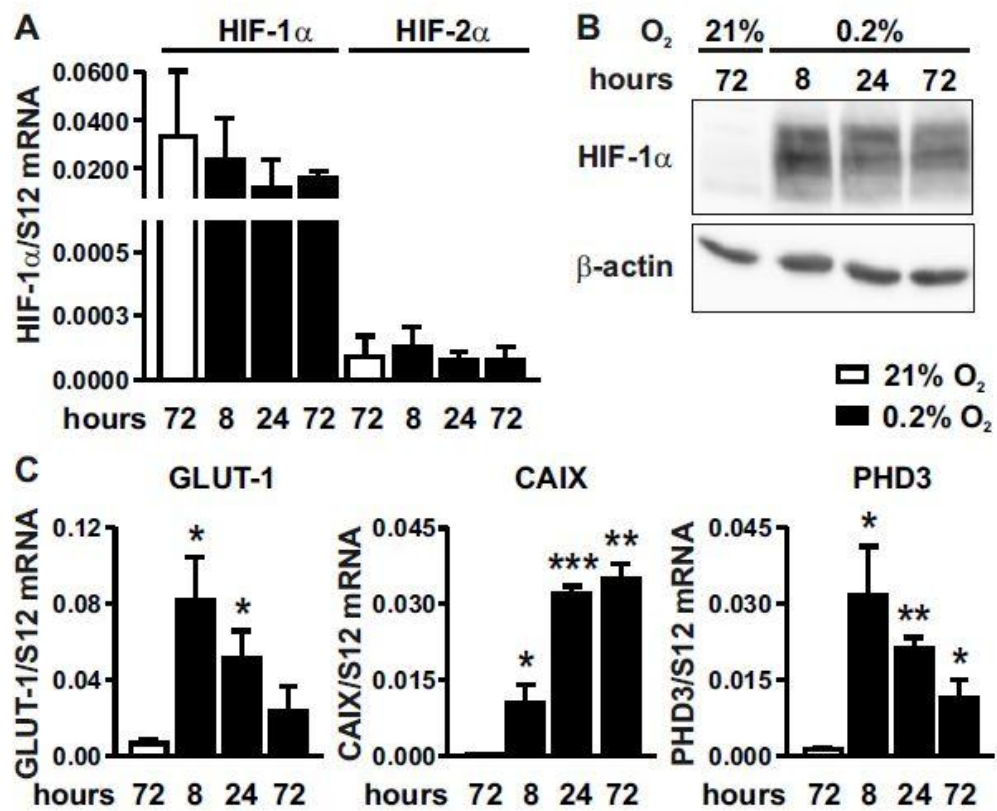 A HIF-1α HIF-2α
HIF-1α/S12 mRNA
0.0600
0.0400
0.0200
0.0005
0.0003
0.0000
hours 72 8 24 72 72 8 24 72
B O₂ 21% 0.2%
hours 72 8 24 72
HIF-1α
β-actin
21% O₂
0.2% O₂
C
GLUT-1
GLUT-1/S12 mRNA
0.12
0.08
0.04
0.00
* *
hours 72 8 24 72
CAIX
CAIX/S12 mRNA
0.045
0.030
0.015
0.000
* *** **
hours 72 8 24 72
PHD3
PHD3/S12 mRNA
0.045
0.030
0.015
0.000
* ** *
hours 72 8 24 72